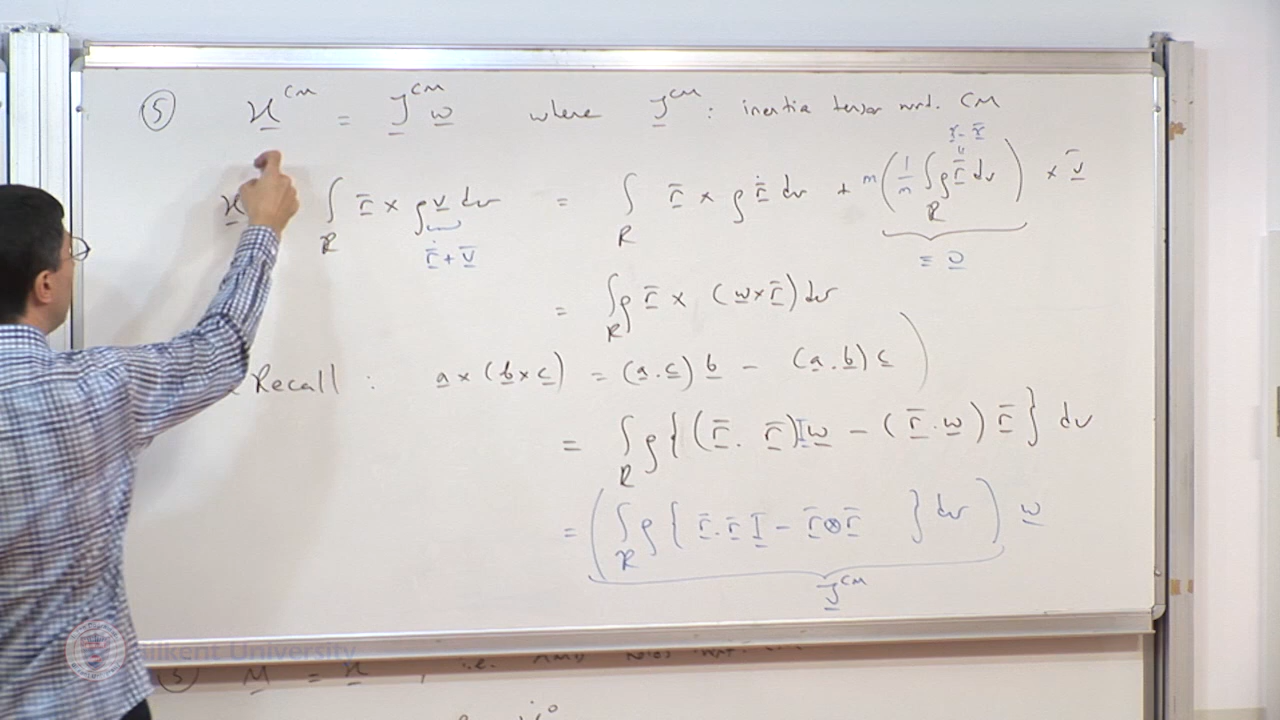 ⑤ H̲^CM = J̲^CM w̲ where J̲^CM : inertia tensor wrt. CM
r̲ - r̲̄
H̲ ∫_R r̲̄ × ρ v̲ dv = ∫_R r̲̄ × ρ ṙ̲̄ dv + m ( 1/m ∫_R ρ r̲̄ dv ) × v̲̄
ṙ̲̄ + v̲̄
≡ 0̲
= ∫_R ρ r̲̄ × (w̲ × r̲̄) dv
Recall : a̲ × (b̲ × c̲) = (a̲ . c̲) b̲ - (a̲ . b̲) c̲ )
= ∫_R ρ { (r̲̄ . r̲̄) I̲ w̲ - (r̲̄ . w̲) r̲̄ } dv
= ( ∫_R ρ { r̲̄ . r̲̄ I̲ - r̲̄ ⊗ r̲̄ } dv ) w̲
J̲^CM
Bilkent University